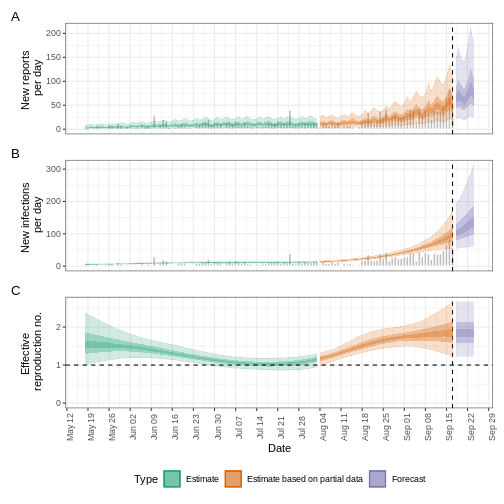 A
New reports
per day
200
150
100
50
0
B
New infections
per day
300
200
100
0
C
Effective
reproduction no.
2
1
0
May 12
May 19
May 26
Jun 02
Jun 09
Jun 16
Jun 23
Jun 30
Jul 07
Jul 14
Jul 21
Jul 28
Aug 04
Aug 11
Aug 18
Aug 25
Sep 01
Sep 08
Sep 15
Sep 22
Sep 29
Date
Type Estimate Estimate based on partial data Forecast